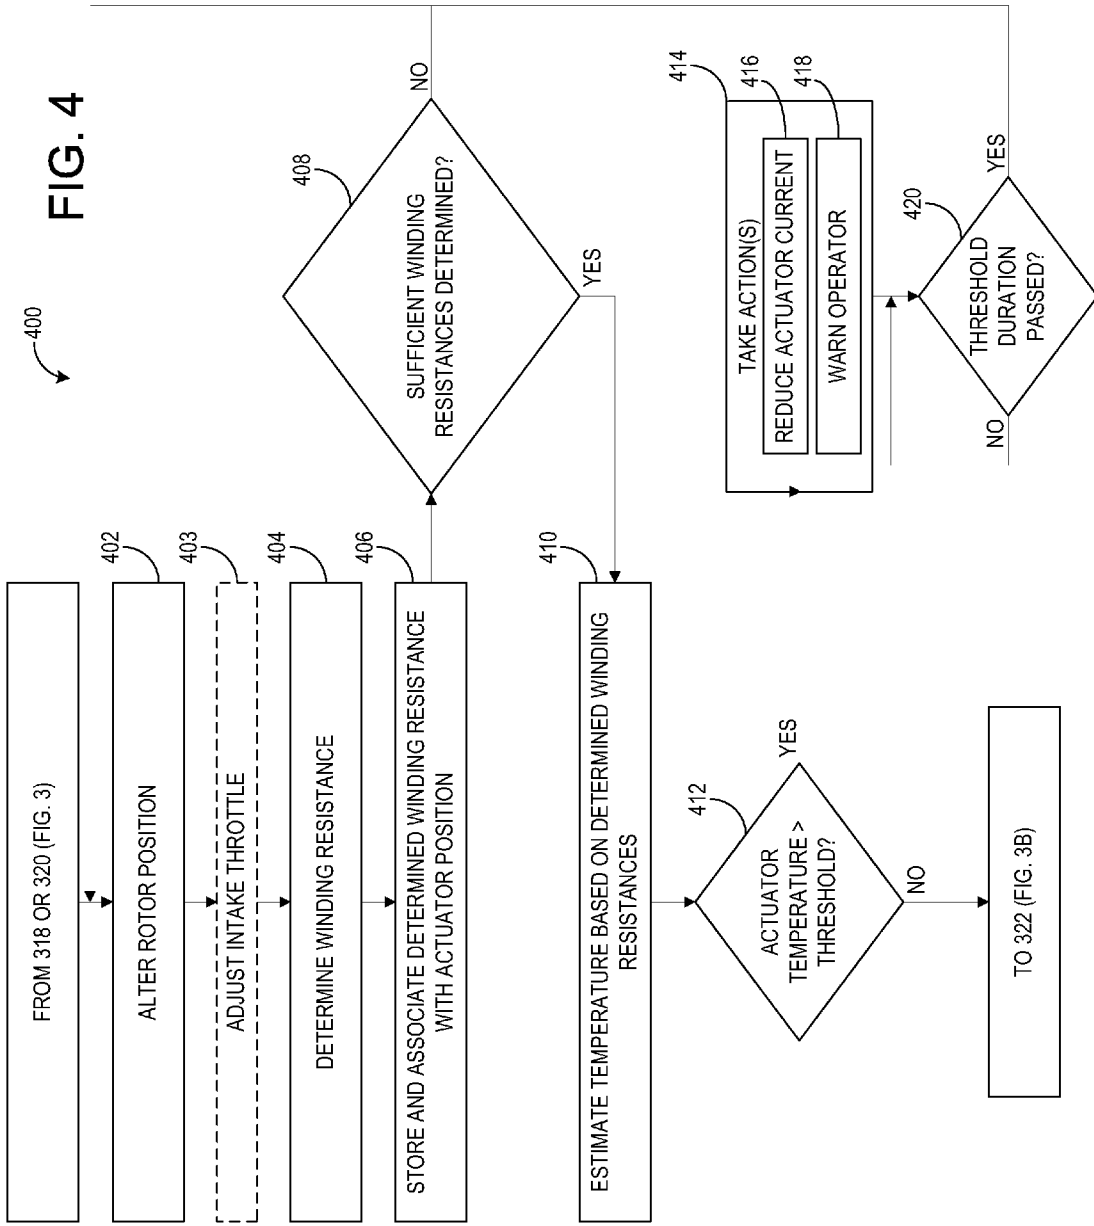 FIG. 4
400
FROM 318 OR 320 (FIG. 3)
402
ALTER ROTOR POSITION
403
ADJUST INTAKE THROTTLE
404
DETERMINE WINDING RESISTANCE
406
STORE AND ASSOCIATE DETERMINED WINDING RESISTANCE
WITH ACTUATOR POSITION
408
SUFFICIENT WINDING
RESISTANCES DETERMINED?
NO
YES
410
ESTIMATE TEMPERATURE BASED ON DETERMINED WINDING
RESISTANCES
412
ACTUATOR
TEMPERATURE >
THRESHOLD?
YES
NO
TO 322 (FIG. 3B)
414
TAKE ACTION(S)
416
REDUCE ACTUATOR CURRENT
418
WARN OPERATOR
420
THRESHOLD
DURATION
PASSED?
NO
YES